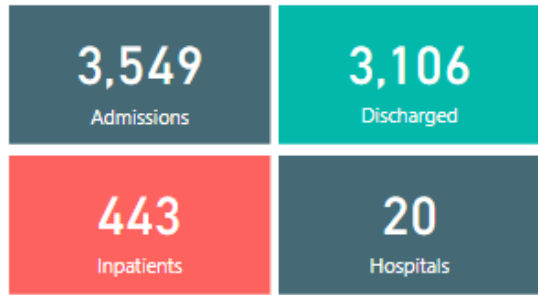 3,549
Admissions
3,106
Discharged
443
Inpatients
20
Hospitals